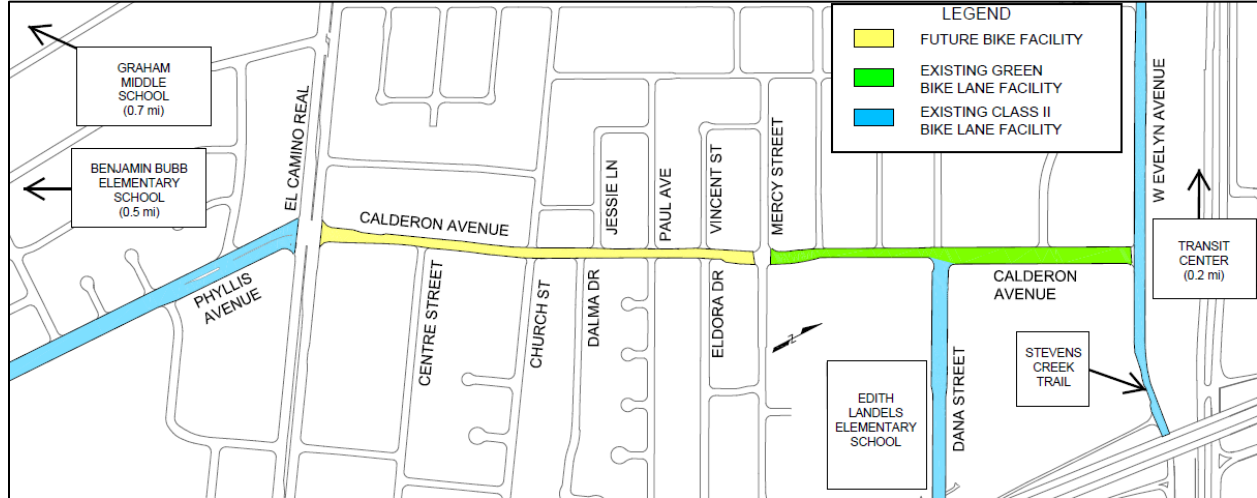 LEGEND
FUTURE BIKE FACILITY
EXISTING GREEN
BIKE LANE FACILITY
EXISTING CLASS II
BIKE LANE FACILITY
GRAHAM
MIDDLE
SCHOOL
(0.7 mi)
BENJAMIN BUBB
ELEMENTARY
SCHOOL
(0.5 mi)
EL CAMINO REAL
PHYLLIS
AVENUE
CALDERON AVENUE
CENTRE STREET
CHURCH ST
DALMA DR
JESSIE LN
PAUL AVE
VINCENT ST
ELDORA DR
MERCY STREET
Z
CALDERON
AVENUE
EDITH
LANDELS
ELEMENTARY
SCHOOL
DANA STREET
W EVELYN AVENUE
TRANSIT
CENTER
(0.2 mi)
STEVENS
CREEK
TRAIL